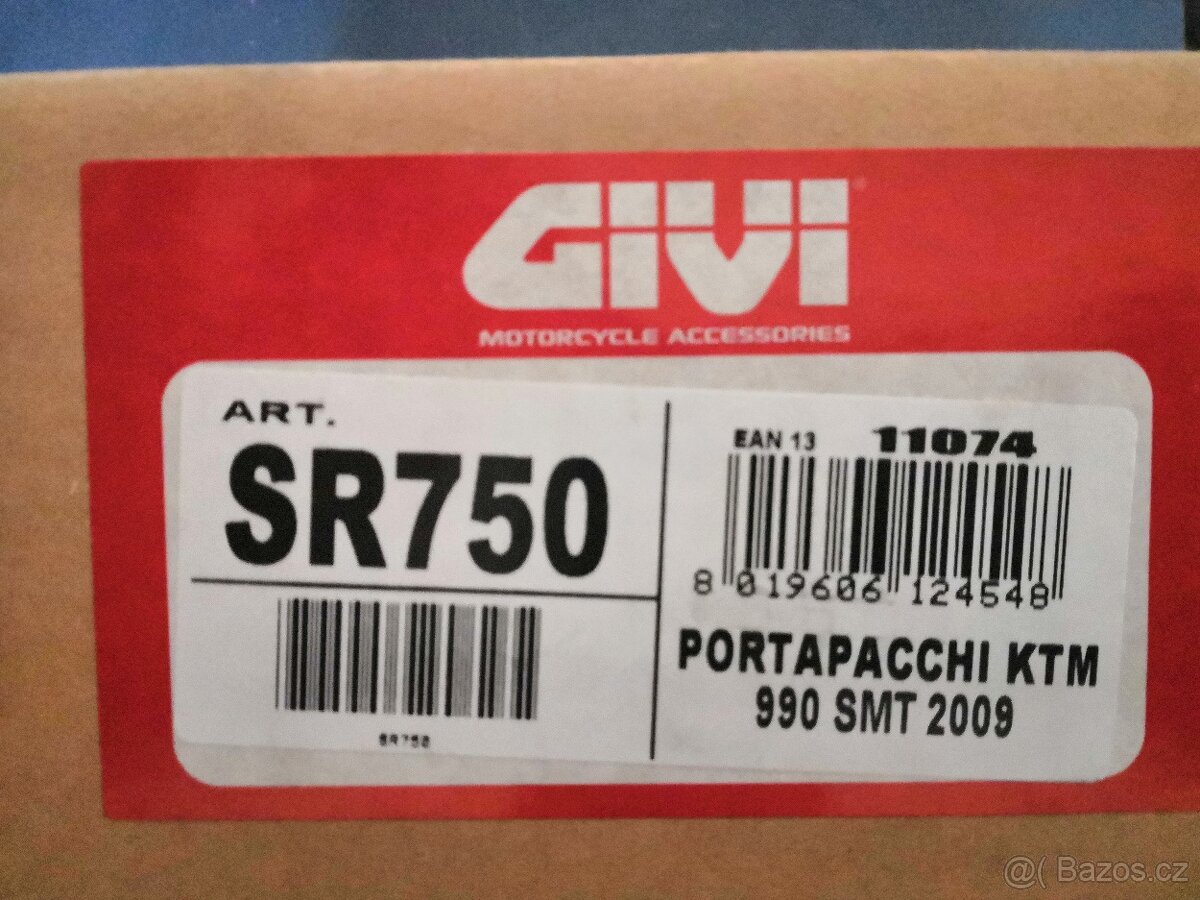 GIVI
MOTORCYCLE ACCESSORIES
ART.
SR750
SR750
EAN 13 11074
8 019606 124548
PORTAPACCHI KTM
990 SMT 2009
@( Bazos.cz